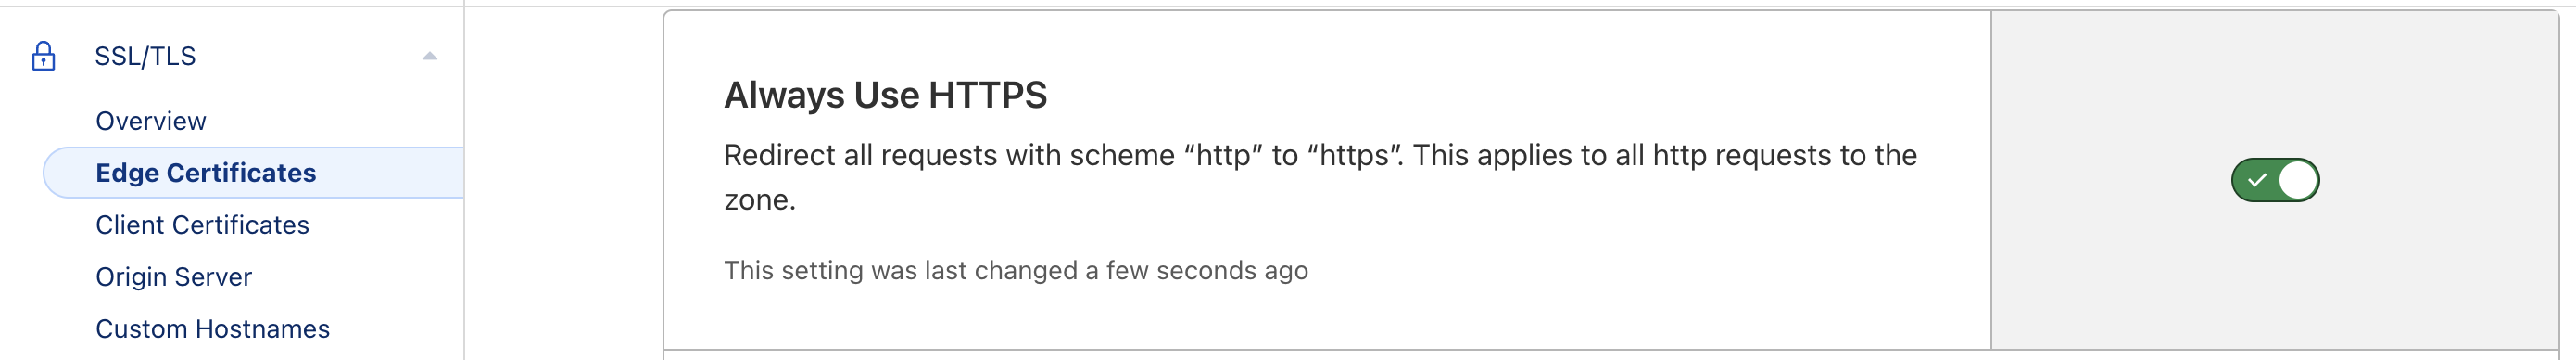 SSL/TLS
Overview
Edge Certificates
Client Certificates
Origin Server
Custom Hostnames
Always Use HTTPS
Redirect all requests with scheme “http” to “https”. This applies to all http requests to the
zone.
This setting was last changed a few seconds ago